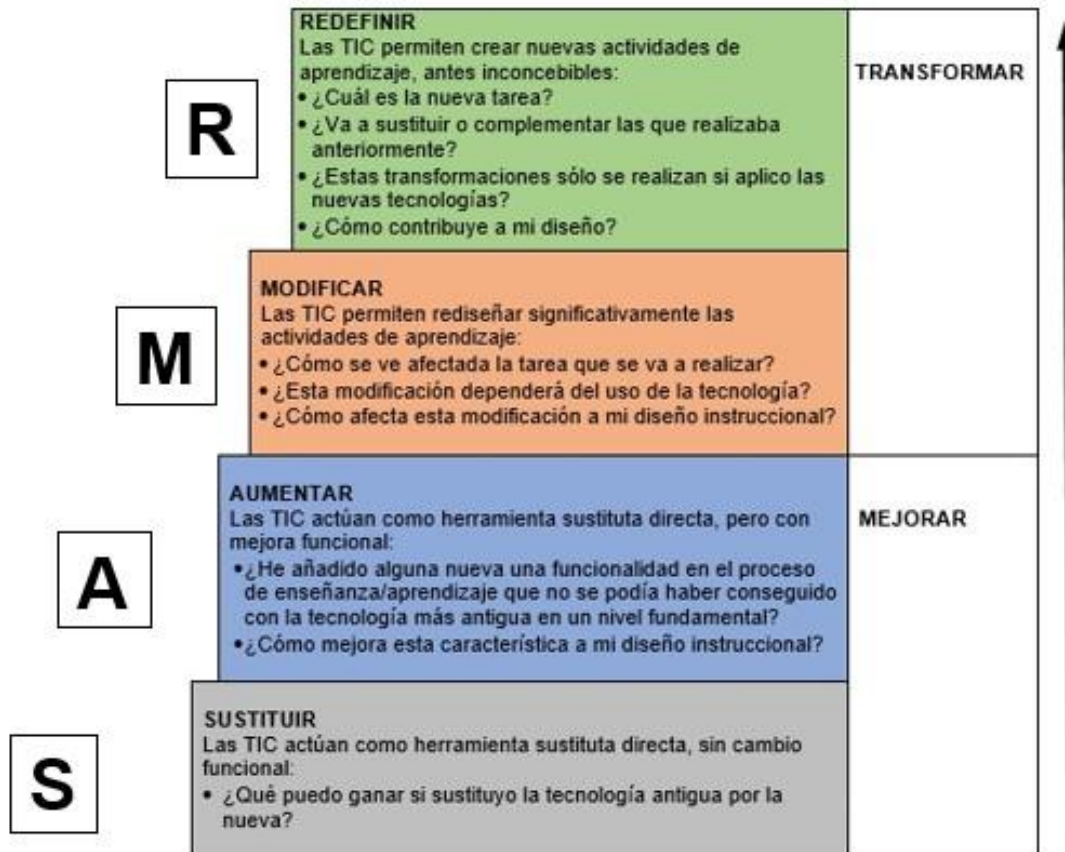 R
REDEFINIR
Las TIC permiten crear nuevas actividades de
aprendizaje, antes inconcebibles:
• ¿Cuál es la nueva tarea?
• ¿Va a sustituir o complementar las que realizaba
anteriormente?
• ¿Estas transformaciones sólo se realizan si aplico las
nuevas tecnologías?
• ¿Cómo contribuye a mi diseño?
TRANSFORMAR
M
MODIFICAR
Las TIC permiten rediseñar significativamente las
actividades de aprendizaje:
• ¿Cómo se ve afectada la tarea que se va a realizar?
• ¿Esta modificación dependerá del uso de la tecnología?
• ¿Cómo afecta esta modificación a mi diseño instruccional?
A
AUMENTAR
Las TIC actúan como herramienta sustituta directa, pero con
mejora funcional:
• ¿He añadido alguna nueva una funcionalidad en el proceso
de enseñanza/aprendizaje que no se podía haber conseguido
con la tecnología más antigua en un nivel fundamental?
• ¿Cómo mejora esta característica a mi diseño instruccional?
MEJORAR
S
SUSTITUIR
Las TIC actúan como herramienta sustituta directa, sin cambio
funcional:
• ¿Qué puedo ganar si sustituyo la tecnología antigua por la
nueva?